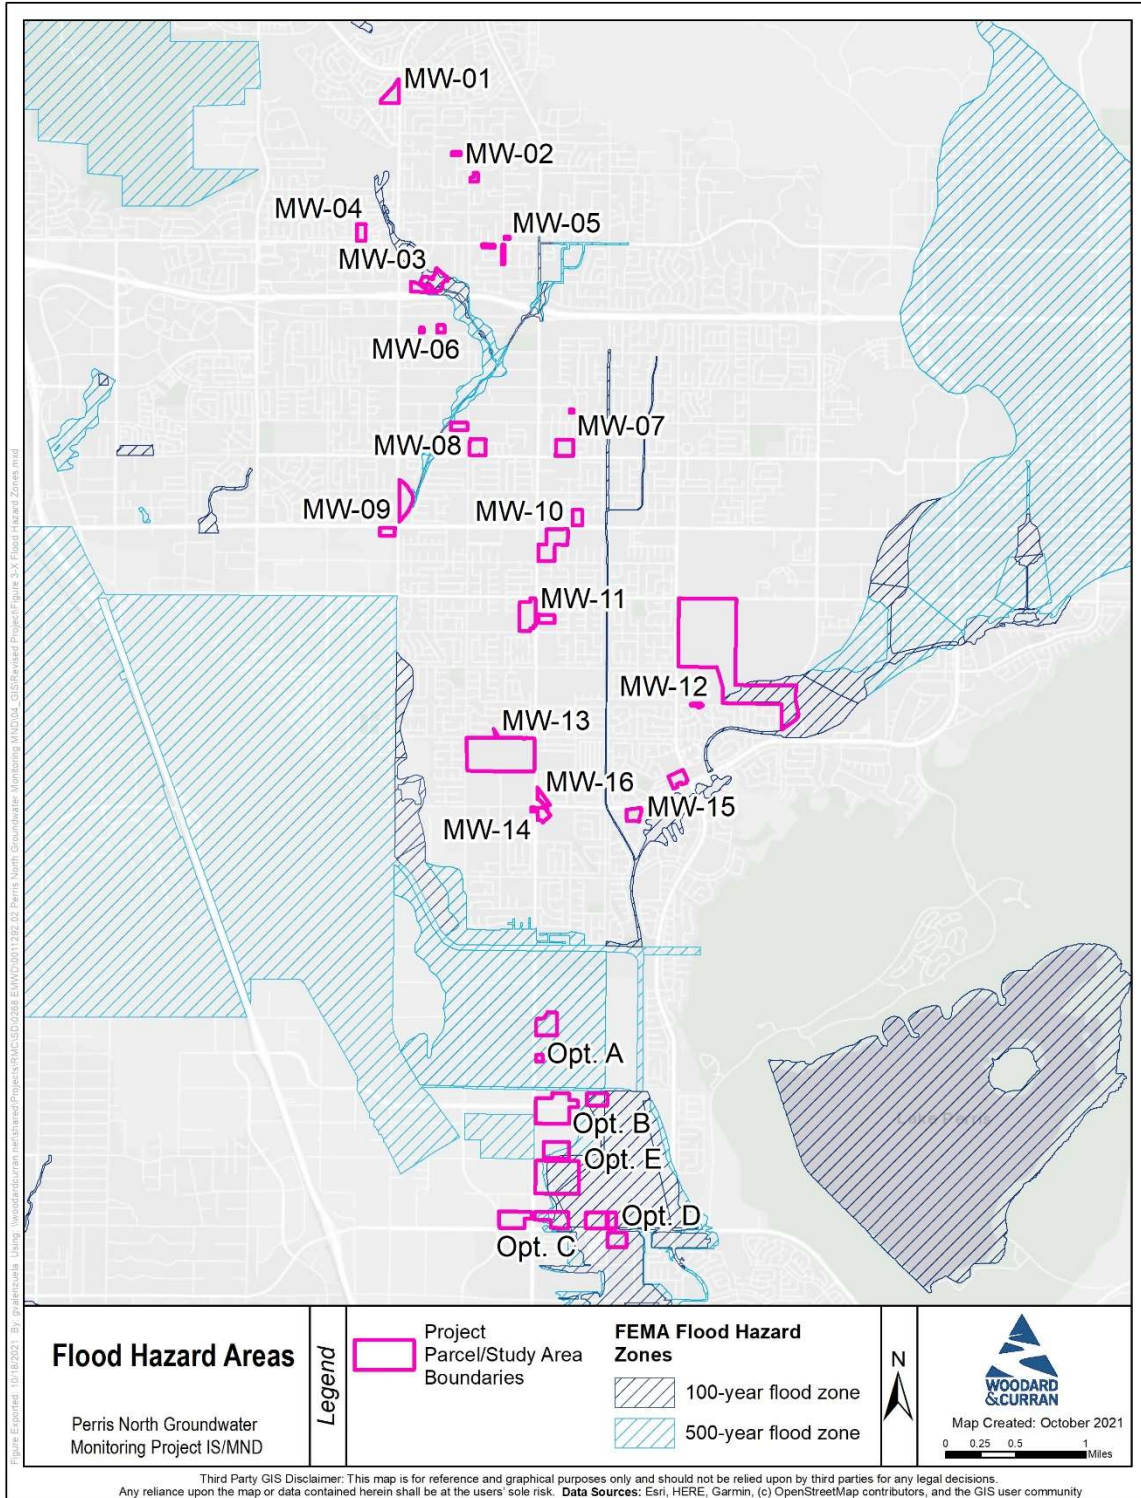 MW-01
MW-02
MW-04
MW-05
MW-03
MW-06
MW-07
MW-08
MW-09
MW-10
MW-11
MW-12
MW-13
MW-16
MW-15
MW-14
Opt. A
Lake Perris
Opt. B
Opt. E
Opt. D
Opt. C
Flood Hazard Areas
Perris North Groundwater
Monitoring Project IS/MND
Legend
Project
Parcel/Study Area
Boundaries
FEMA Flood Hazard
Zones
100-year flood zone
500-year flood zone
N
WOODARD
&CURRAN
Map Created: October 2021
0 0.25 0.5 1
Miles
Third Party GIS Disclaimer: This map is for reference and graphical purposes only and should not be relied upon by third parties for any legal decisions.
Any reliance upon the map or data contained herein shall be at the users' sole risk. Data Sources: Esri, HERE, Garmin, (c) OpenStreetMap contributors, and the GIS user community